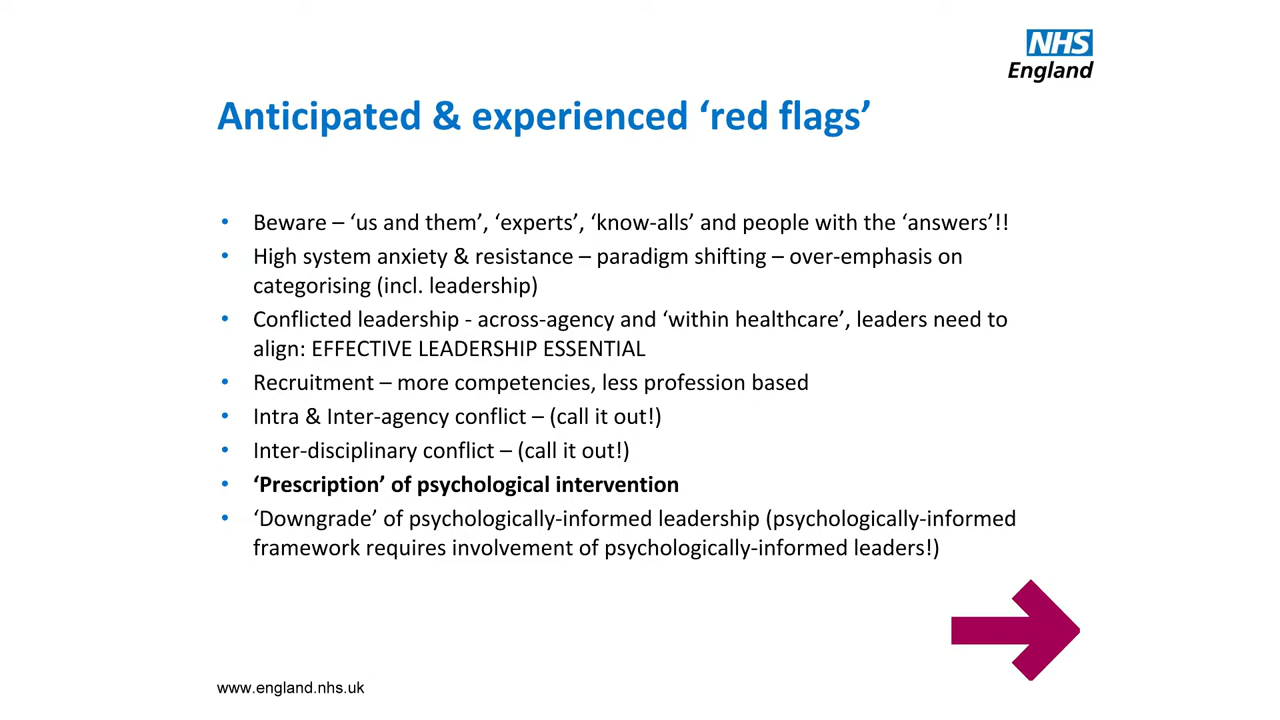 NHS
England
Anticipated & experienced ‘red flags’
• Beware – ‘us and them’, ‘experts’, ‘know-alls’ and people with the ‘answers’!!
• High system anxiety & resistance – paradigm shifting – over-emphasis on
categorising (incl. leadership)
• Conflicted leadership - across-agency and ‘within healthcare’, leaders need to
align: EFFECTIVE LEADERSHIP ESSENTIAL
• Recruitment – more competencies, less profession based
• Intra & Inter-agency conflict – (call it out!)
• Inter-disciplinary conflict – (call it out!)
• ‘Prescription’ of psychological intervention
• ‘Downgrade’ of psychologically-informed leadership (psychologically-informed
framework requires involvement of psychologically-informed leaders!)
www.england.nhs.uk